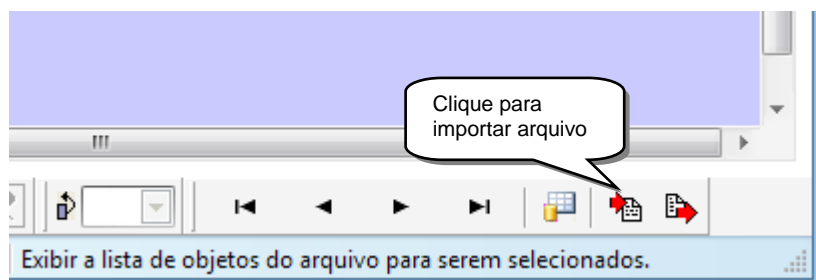 Clique para
importar arquivo
Exibir a lista de objetos do arquivo para serem selecionados.